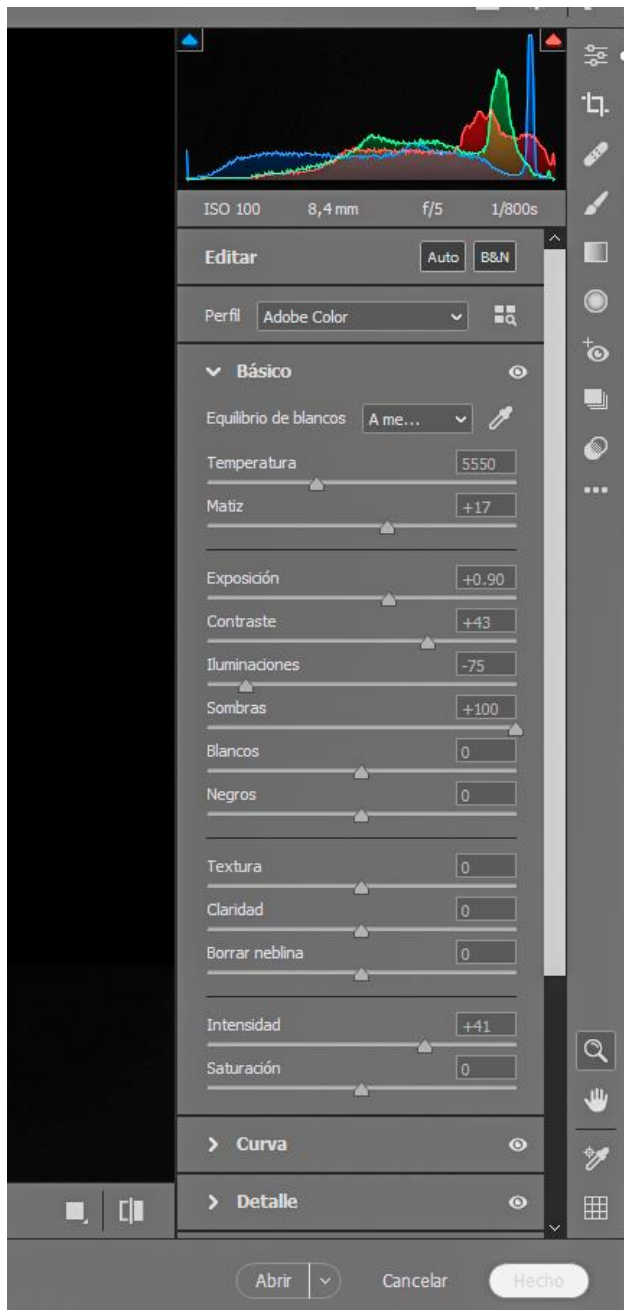 ISO 100 8,4 mm f/5 1/800s
Editar Auto B&N
Perfil Adobe Color
Básico
Equilibrio de blancos A me...
Temperatura 5550
Matiz +17
Exposición +0.90
Contraste +43
Iluminaciones -75
Sombras +100
Blancos 0
Negros 0
Textura 0
Claridad 0
Borrar neblina 0
Intensidad +41
Saturación 0
Curva
Detalle
Abrir Cancelar Hecho